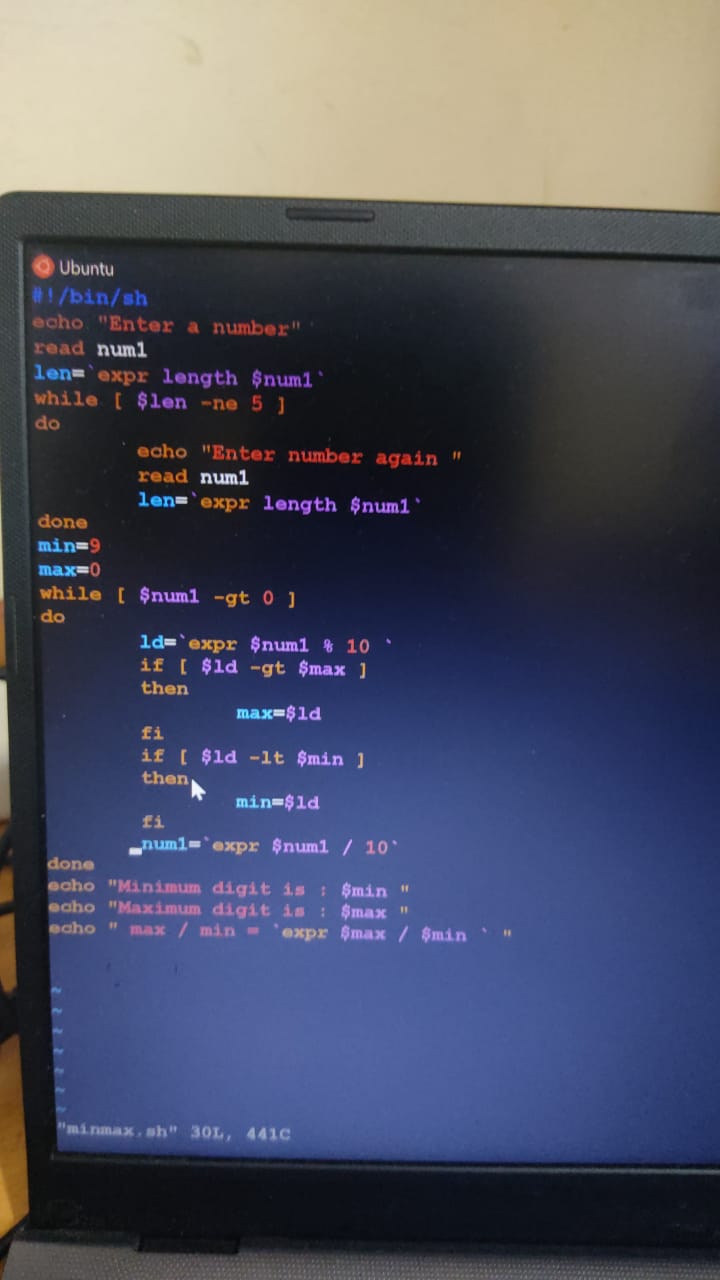 Ubuntu
#!/bin/sh
echo "Enter a number"
read num1
len=`expr length $num1`
while [ $len -ne 5 ]
do
echo "Enter number again "
read num1
len=`expr length $num1`
done
min=9
max=0
while [ $num1 -gt 0 ]
do
ld=`expr $num1 % 10 `
if [ $ld -gt $max ]
then
max=$ld
fi
if [ $ld -lt $min ]
then
min=$ld
fi
num1=`expr $num1 / 10`
done
echo "Minimum digit is : $min "
echo "Maximum digit is : $max "
echo " max / min = `expr $max / $min ` "
~
~
~
~
~
~
~
"minmax.sh" 30L, 441C